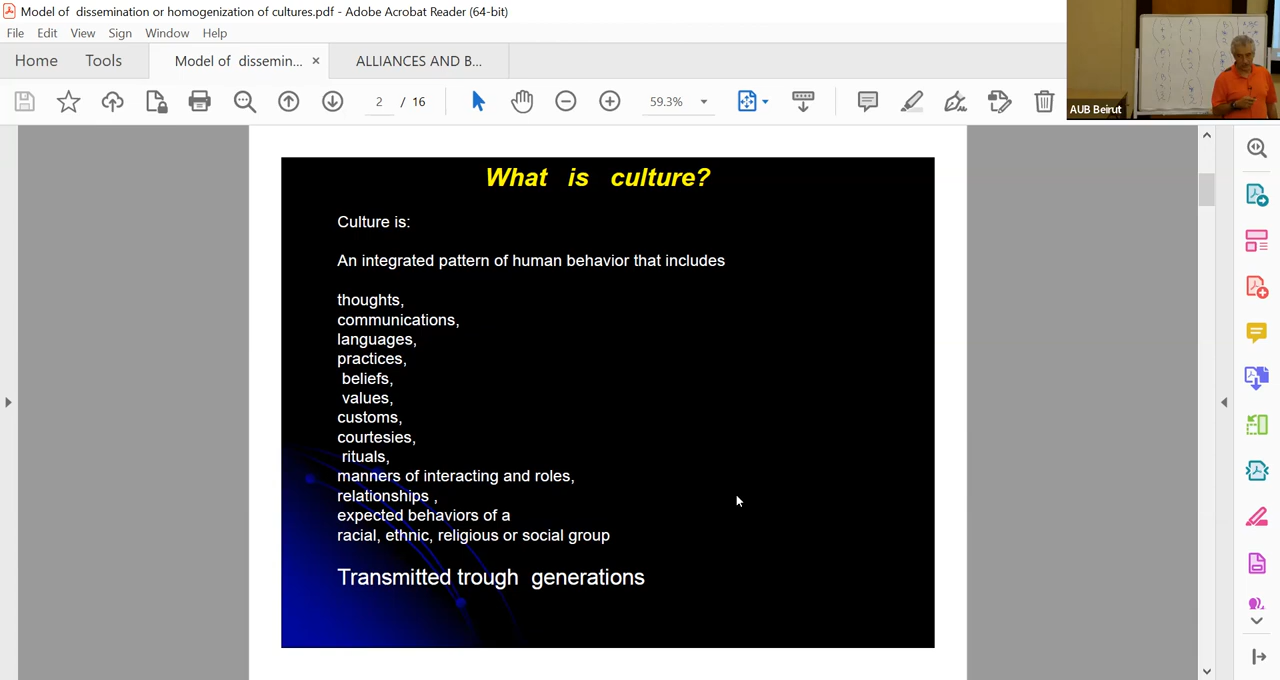 Model of  dissemination or homogenization of cultures.pdf - Adobe Acrobat Reader (64-bit)
File Edit View Sign Window Help
Home Tools Model of  dissemin... × ALLIANCES AND B...
2 / 16 59.3%
AUB Beirut
What is culture?
Culture is:
An integrated pattern of human behavior that includes
thoughts,
communications,
languages,
practices,
beliefs,
values,
customs,
courtesies,
rituals,
manners of interacting and roles,
relationships ,
expected behaviors of a
racial, ethnic, religious or social group
Transmitted trough generations